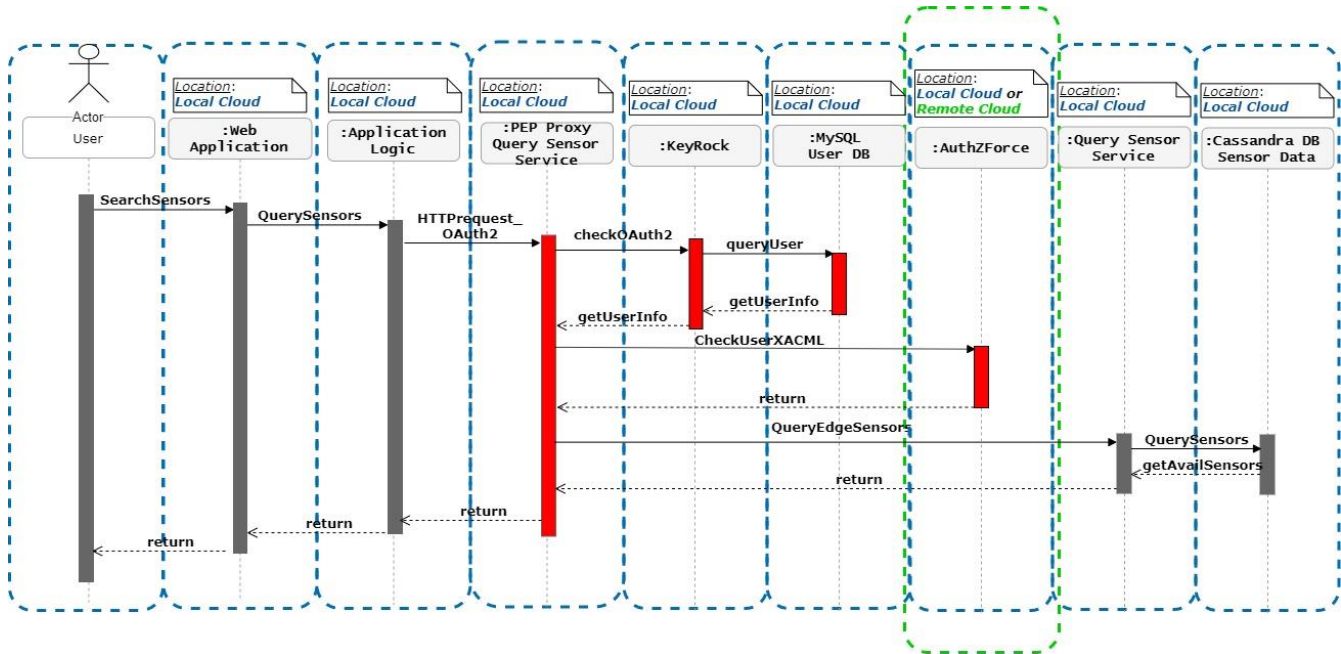 Actor
User
Location:
Local Cloud
:Web
Application
Location:
Local Cloud
:Application
Logic
Location:
Local Cloud
:PEP Proxy
Query Sensor
Service
Location:
Local Cloud
:KeyRock
Location:
Local Cloud
:MySQL
User DB
Location:
Local Cloud or
Remote Cloud
:AuthZForce
Location:
Local Cloud
:Query Sensor
Service
Location:
Local Cloud
:Cassandra DB
Sensor Data
SearchSensors
QuerySensors
HTTPrequest_
OAuth2
checkOAuth2
queryUser
getUserInfo
getUserInfo
CheckUserXACML
return
QueryEdgeSensors
QuerySensors
getAvailSensors
return
return
return
return